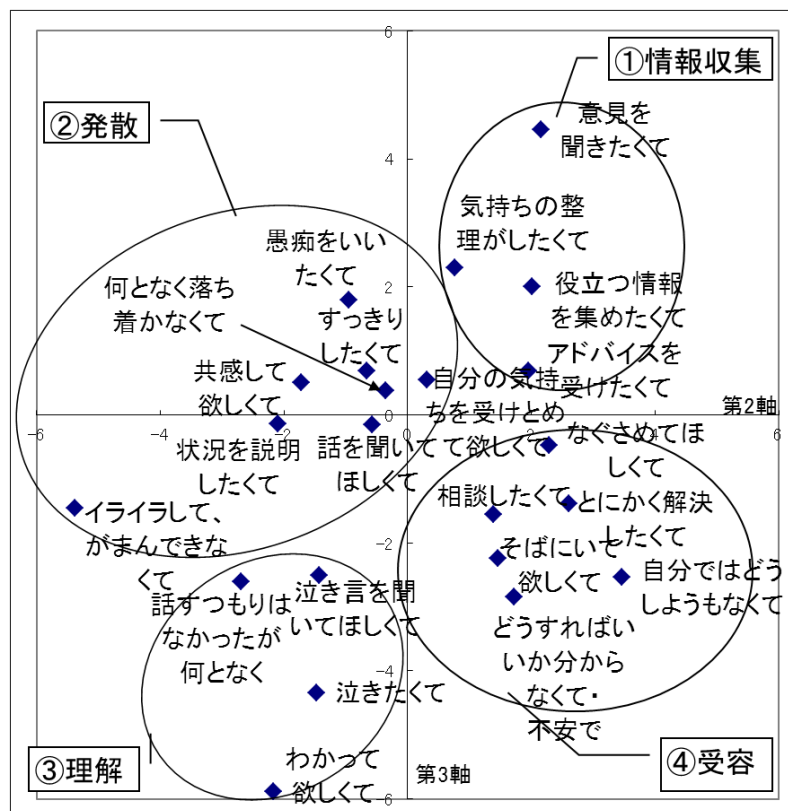 6
①情報収集
②発散
意見を
聞きたくて
4
気持ちの整
理がしたくて
愚痴をいい
たくて
役立つ情報
を集めたくて
何となく落ち
着かなくて
2
すっきり
したくて
アドバイスを
受けたくて
共感して
欲しくて
自分の気持
ちを受けとめ
て欲しくて
第2軸
-6
-4
-2
0
0
2
4
6
状況を説明
したくて
話を聞いて
ほしくて
なぐさめてほ
しくて
相談したくて
とにかく解決
したくて
イライラして、
がまんできな
くて
-2
そばにいて
欲しくて
自分ではどう
しようもなくて
話すつもりは
なかったが
何となく
泣き言を聞
いてほしくて
どうすればい
いか分から
なくて・
不安で
-4
泣きたくて
③理解
わかって
欲しくて
第3軸
④受容
-6